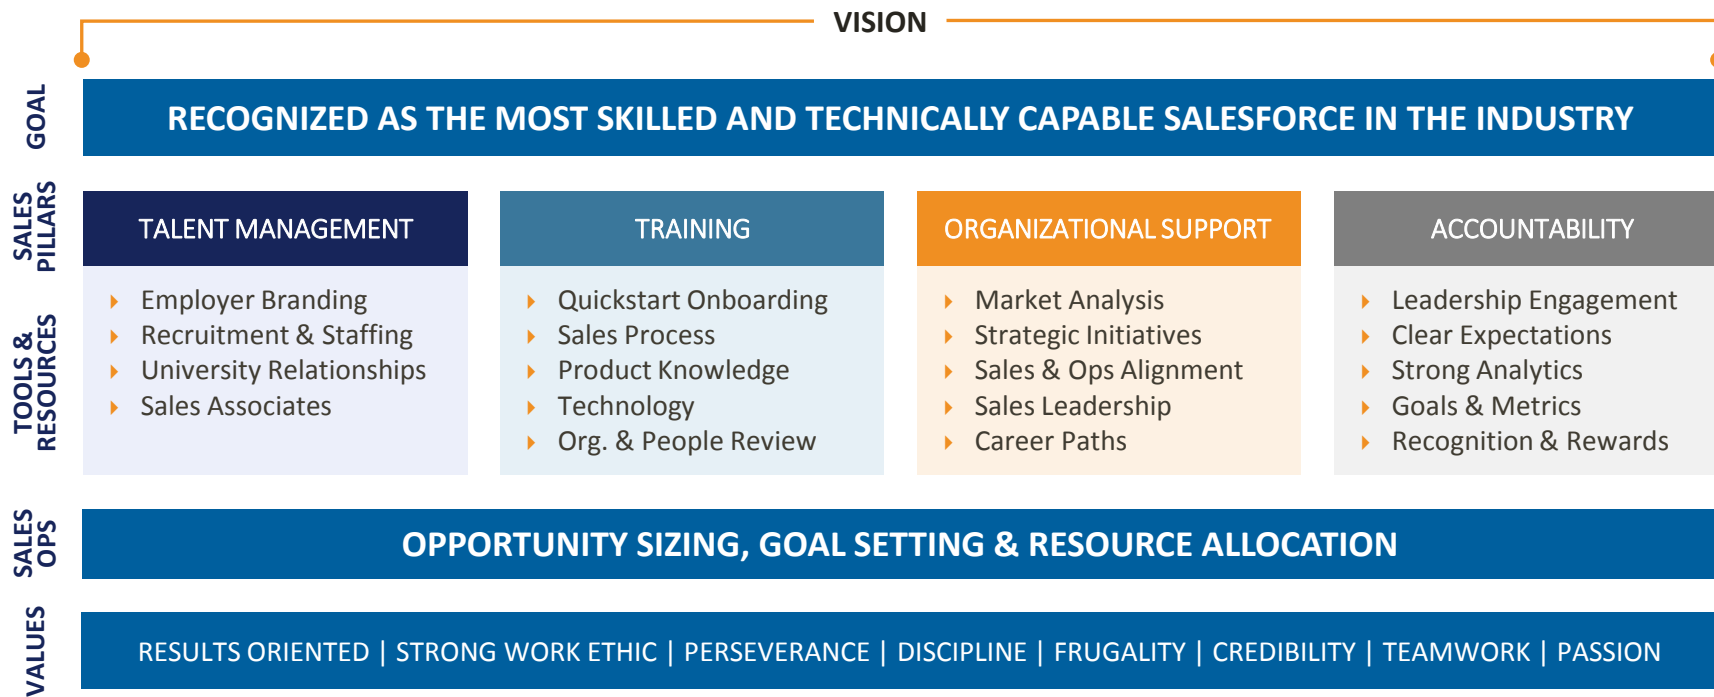 VISION
GOAL
RECOGNIZED AS THE MOST SKILLED AND TECHNICALLY CAPABLE SALESFORCE IN THE INDUSTRY
SALES
PILLARS
TALENT MANAGEMENT
TRAINING
ORGANIZATIONAL SUPPORT
ACCOUNTABILITY
TOOLS &
RESOURCES
Employer Branding
Recruitment & Staffing
University Relationships
Sales Associates
Quickstart Onboarding
Sales Process
Product Knowledge
Technology
Org. & People Review
Market Analysis
Strategic Initiatives
Sales & Ops Alignment
Sales Leadership
Career Paths
Leadership Engagement
Clear Expectations
Strong Analytics
Goals & Metrics
Recognition & Rewards
SALES
OPS
OPPORTUNITY SIZING, GOAL SETTING & RESOURCE ALLOCATION
VALUES
RESULTS ORIENTED | STRONG WORK ETHIC | PERSEVERANCE | DISCIPLINE | FRUGALITY | CREDIBILITY | TEAMWORK | PASSION